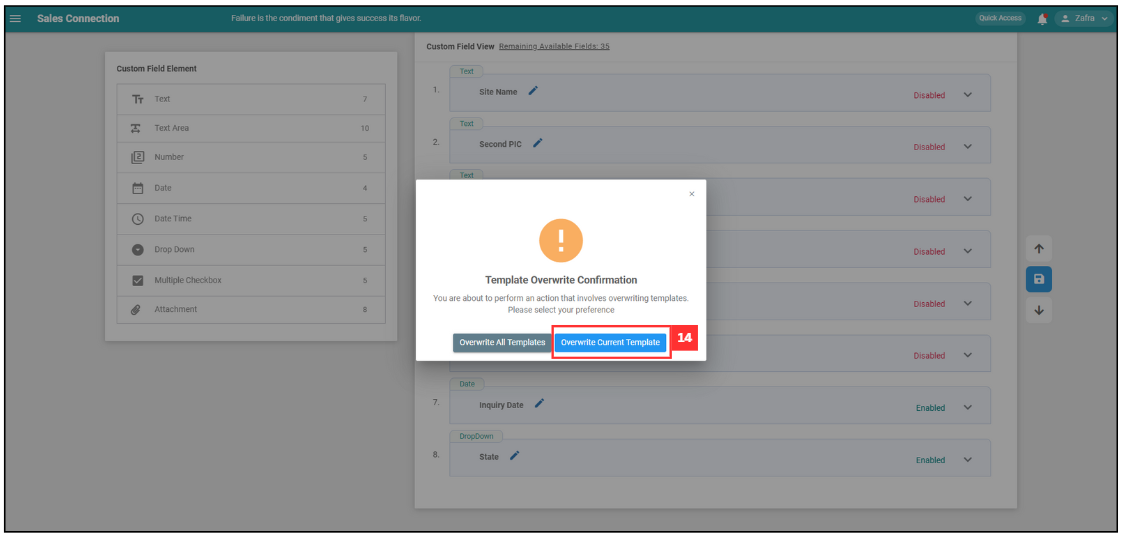 Sales Connection
Failure is the condiment that gives success its flavor.
Quick Access
Zafra
Custom Field Element
Text 7
Text Area 10
Number 5
Date 4
Date Time 5
Drop Down 5
Multiple Checkbox 5
Attachment 8
Custom Field View Remaining Available Fields: 35
Text
1. Site Name Disabled
Text
2. Second PIC Disabled
Text
Disabled
Disabled
Disabled
Disabled
×
!
Template Overwrite Confirmation
You are about to perform an action that involves overwriting templates.
Please select your preference
Overwrite All Templates Overwrite Current Template 14
Date
7. Inquiry Date Enabled
DropDown
8. State Enabled